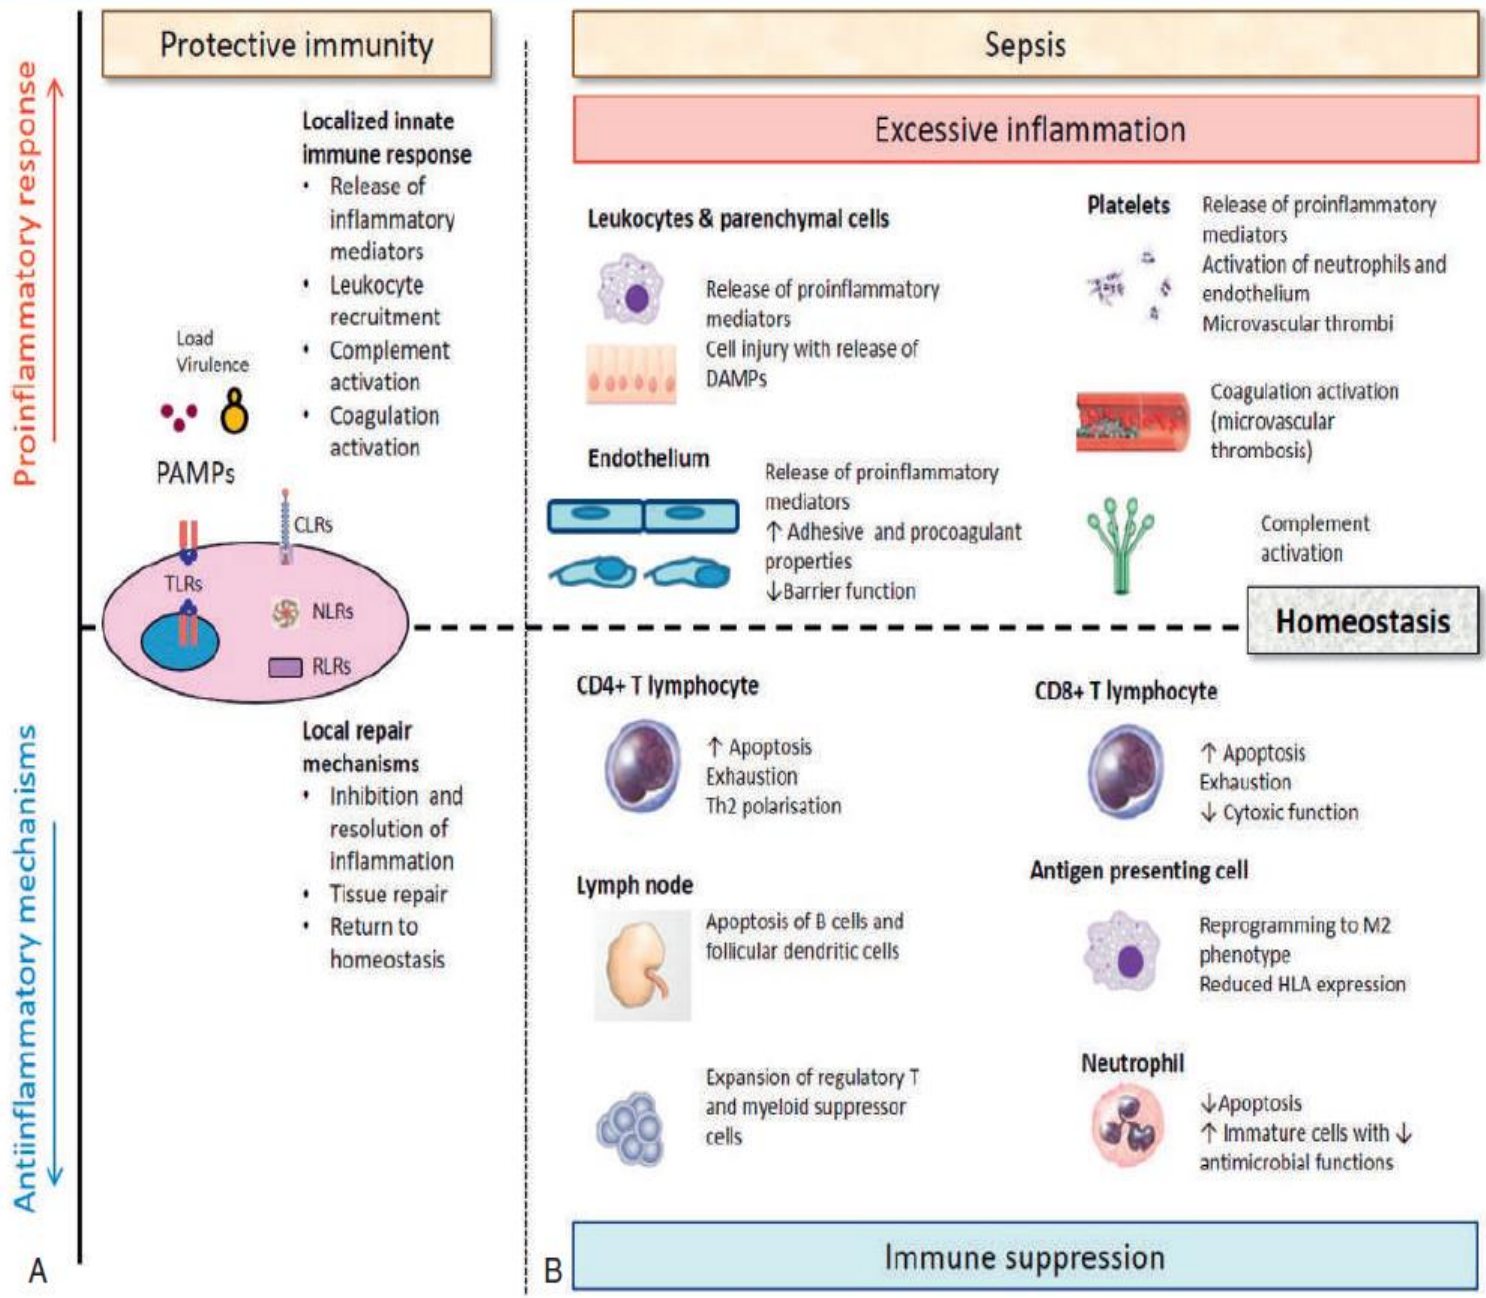 Protective immunity
Sepsis
Excessive inflammation
Proinflammatory response
Antiinflammatory mechanisms
Localized innate
immune response
• Release of
inflammatory
mediators
• Leukocyte
recruitment
• Complement
activation
• Coagulation
activation
Load
Virulence
PAMPs
CLRs
TLRs
NLRs
RLRs
Local repair
mechanisms
• Inhibition and
resolution of
inflammation
• Tissue repair
• Return to
homeostasis
A
Leukocytes & parenchymal cells
Release of proinflammatory
mediators
Cell injury with release of
DAMPs
Platelets
Release of proinflammatory
mediators
Activation of neutrophils and
endothelium
Microvascular thrombi
Endothelium
Release of proinflammatory
mediators
↑ Adhesive and procoagulant
properties
↓Barrier function
Coagulation activation
(microvascular
thrombosis)
Complement
activation
Homeostasis
CD4+ T lymphocyte
↑ Apoptosis
Exhaustion
Th2 polarisation
CD8+ T lymphocyte
↑ Apoptosis
Exhaustion
↓ Cytoxic function
Lymph node
Apoptosis of B cells and
follicular dendritic cells
Antigen presenting cell
Reprogramming to M2
phenotype
Reduced HLA expression
Expansion of regulatory T
and myeloid suppressor
cells
Neutrophil
↓Apoptosis
↑ Immature cells with ↓
antimicrobial functions
B
Immune suppression